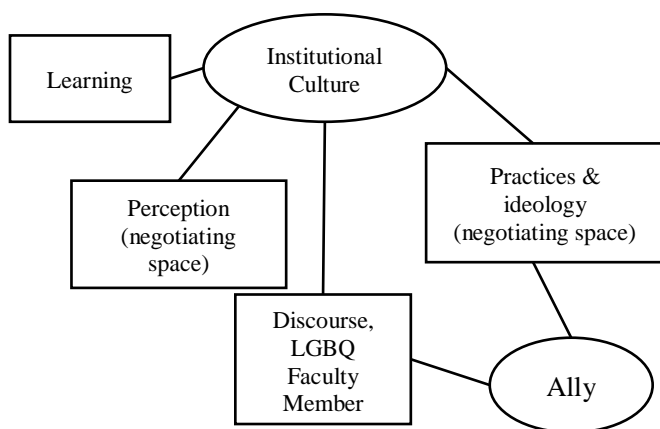 Institutional
Culture
Learning
Perception
(negotiating
space)
Practices &
ideology
(negotiating space)
Discourse,
LGBQ
Faculty
Member
Ally